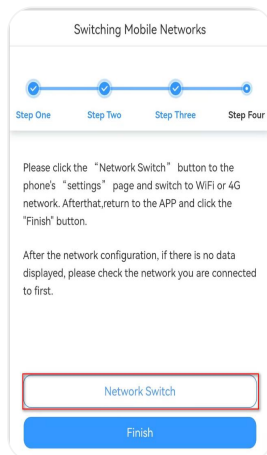 Switching Mobile Networks
Step One Step Two Step Three Step Four
Please click the “Network Switch” button to the
phone's “settings” page and switch to WiFi or 4G
network. Afterthat,return to the APP and click the
"Finish" button.
After the network configuration, if there is no data
displayed, please check the network you are connected
to first.
Network Switch
Finish